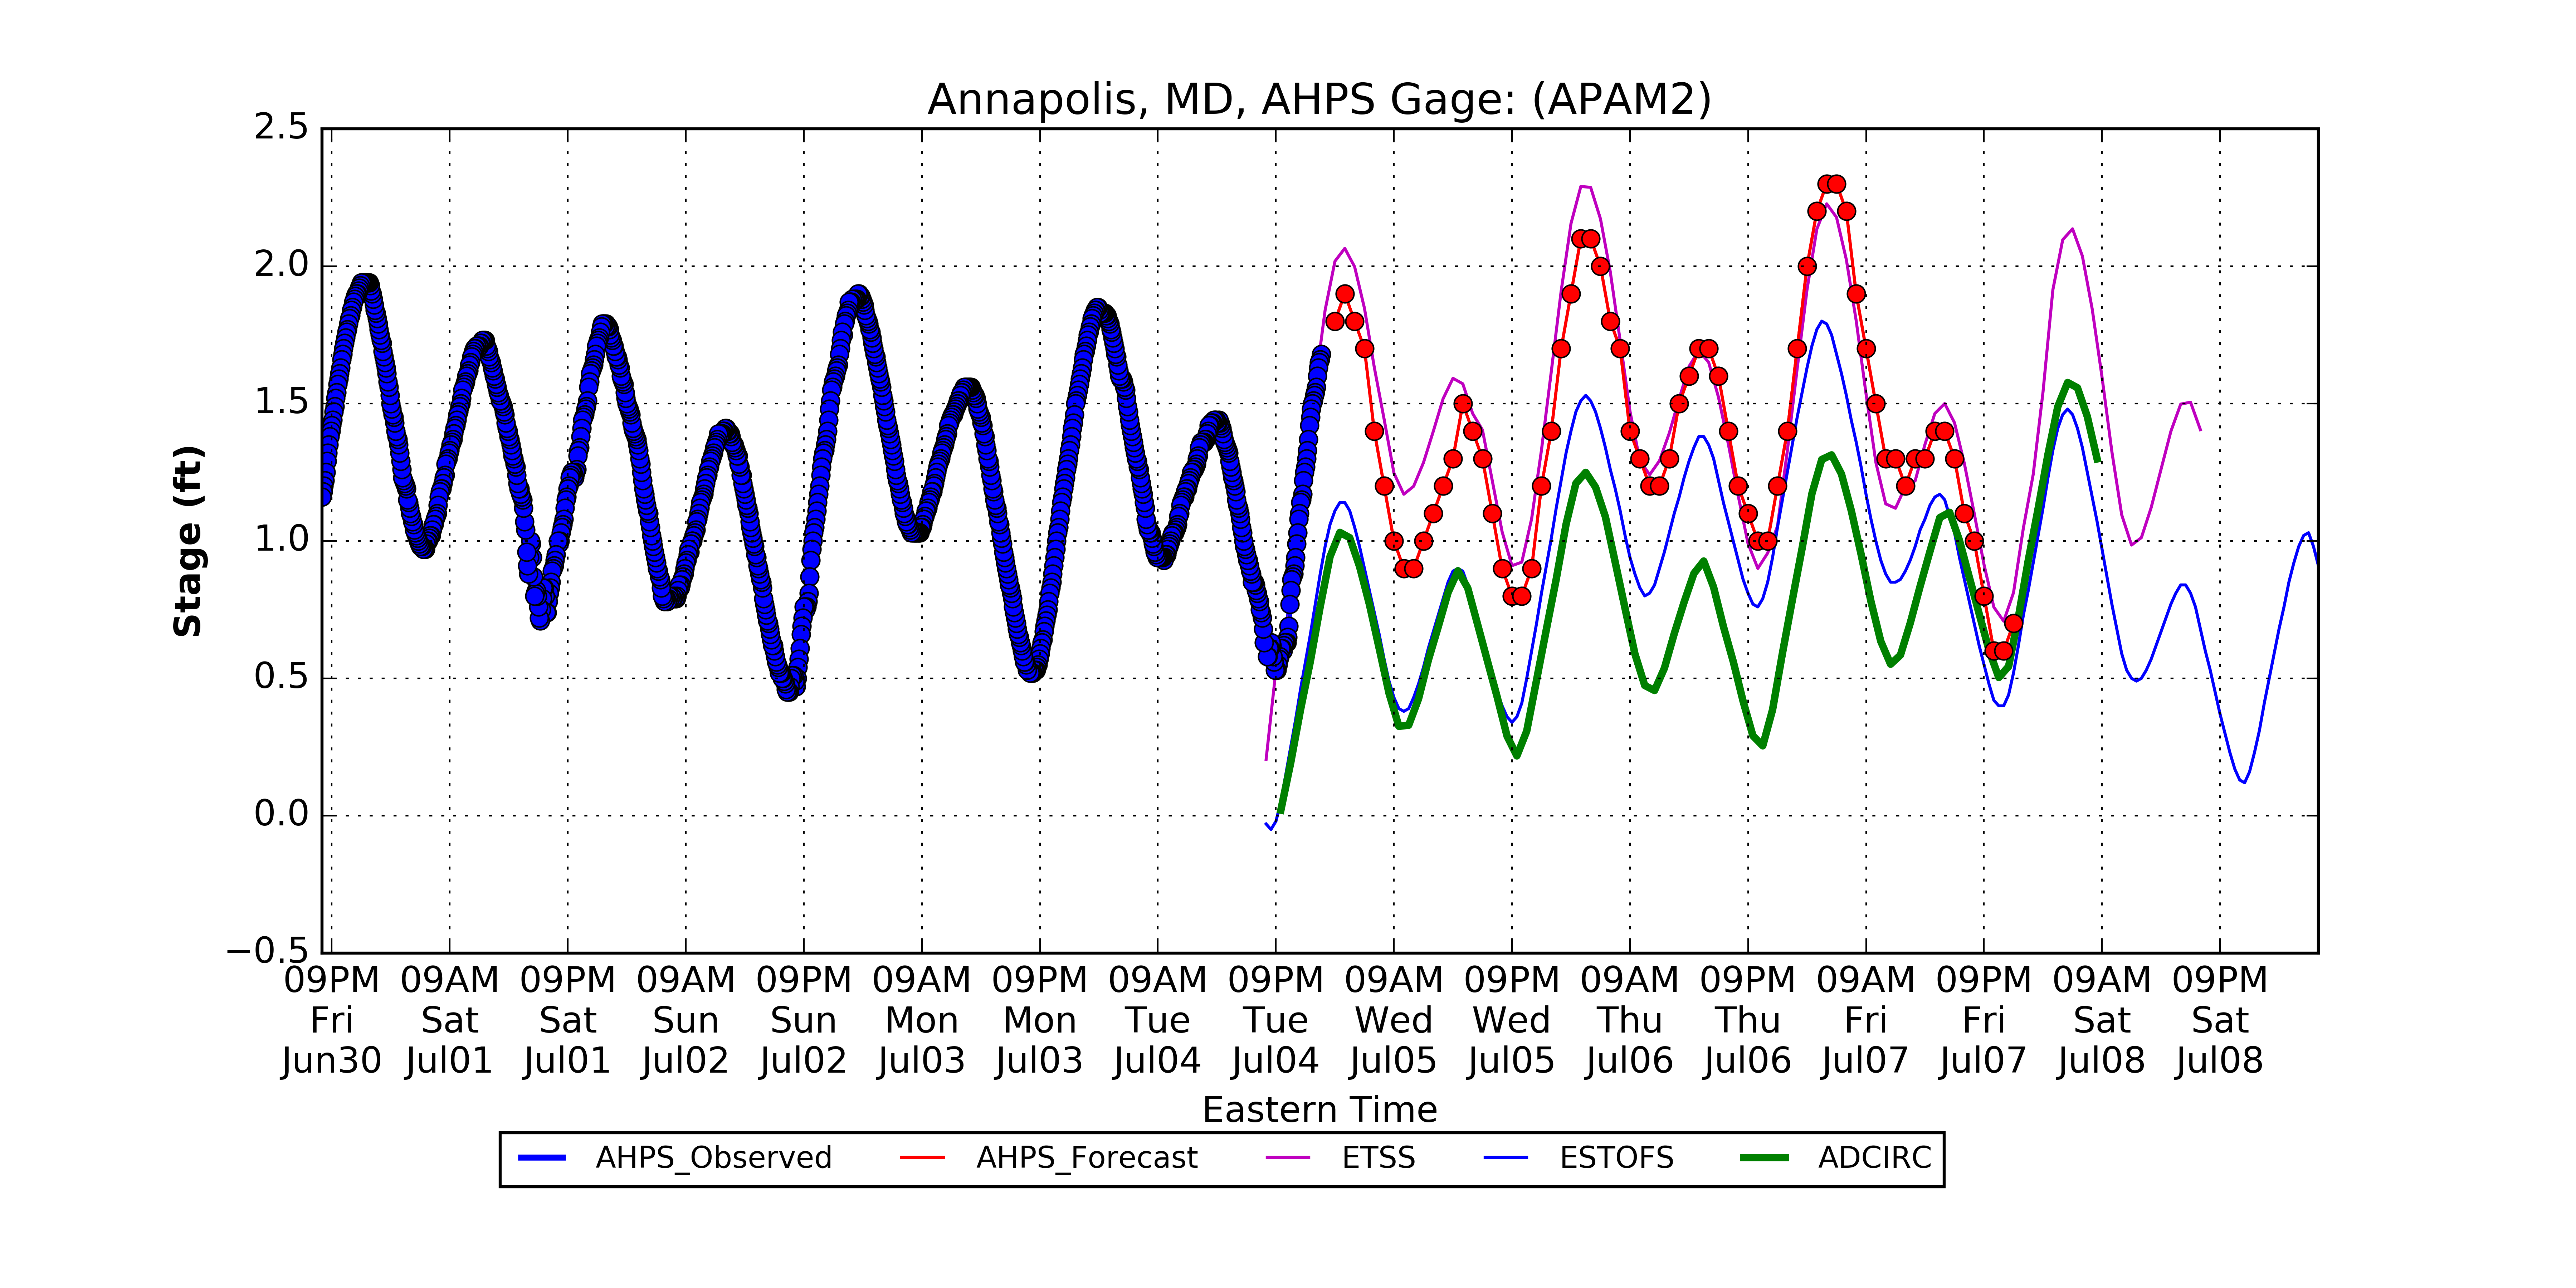 Annapolis, MD, AHPS Gage: (APAM2)
2.5
2.0
1.5
1.0
0.5
0.0
−0.5
Stage (ft)
09PM 09AM 09PM 09AM 09PM 09AM 09PM 09AM 09PM 09AM 09PM 09AM 09PM 09AM 09PM 09AM 09PM
Fri Sat Sat Sun Sun Mon Mon Tue Tue Wed Wed Thu Thu Fri Fri Sat Sat
Jun30 Jul01 Jul01 Jul02 Jul02 Jul03 Jul03 Jul04 Jul04 Jul05 Jul05 Jul06 Jul06 Jul07 Jul07 Jul08 Jul08
Eastern Time
AHPS_Observed AHPS_Forecast ETSS ESTOFS ADCIRC